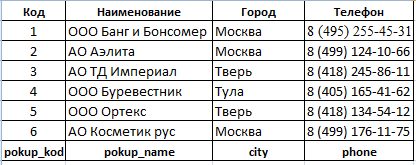 Код Наименование Город Телефон
1 ООО Банг и Бонсомер Москва 8 (495) 255-45-31
2 АО Аэлита Москва 8 (499) 124-10-66
3 АО ТД Империал Тверь 8 (418) 245-86-11
4 ООО Буревестник Тула 8 (405) 165-41-62
5 ООО Ортекс Тверь 8 (418) 134-54-12
6 АО Косметик рус Москва 8 (499) 176-11-75
pokup_kod pokup_name city phone